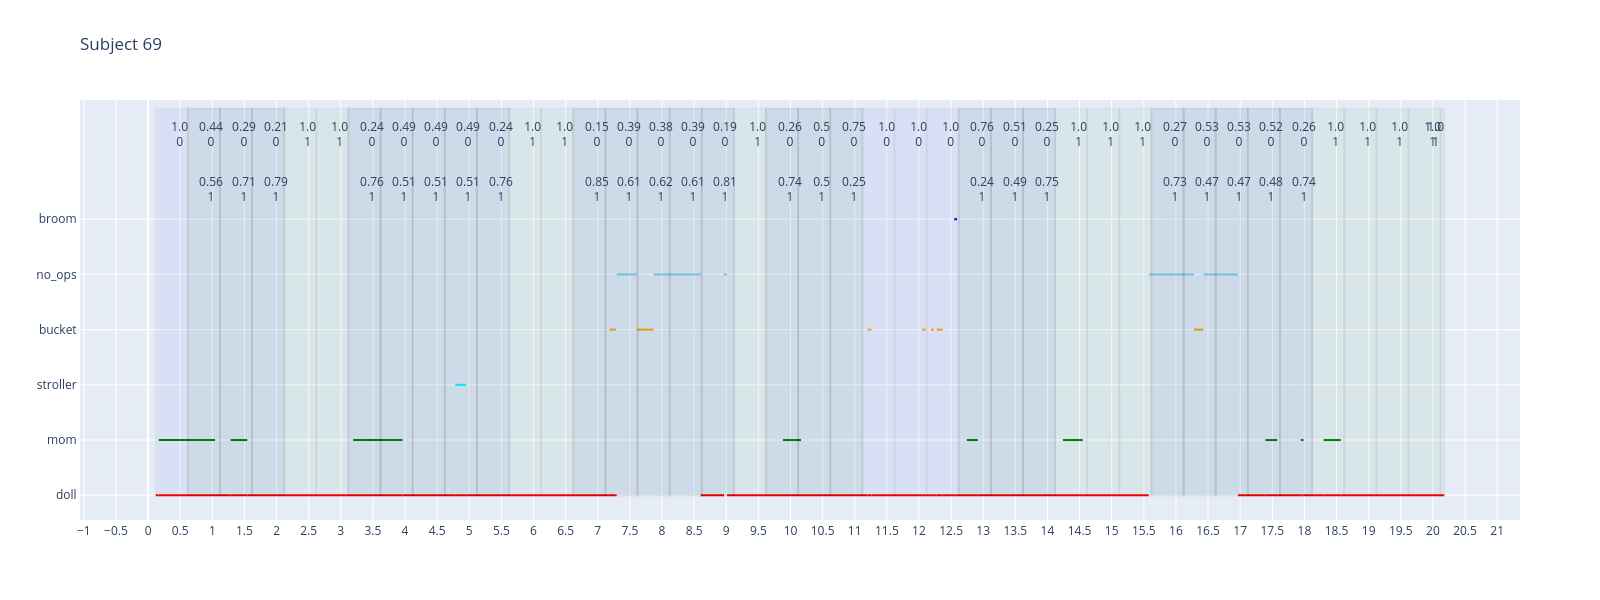 Subject 69
1.0 0.44 0.29 0.21 1.0 1.0 0.24 0.49 0.49 0.49 0.24 1.0 1.0 0.15 0.39 0.38 0.39 0.19 1.0 0.26 0.5 0.75 1.0 1.0 1.0 0.76 0.51 0.25 1.0 1.0 1.0 0.27 0.53 0.53 0.52 0.26 1.0 1.0 1.0 1.0 1.0
0 0 0 0 1 1 0 0 0 0 0 1 1 0 0 0 0 0 1 0 0 0 0 0 0 0 0 0 1 1 1 0 0 0 0 0 1 1 1 1 1
0.56 0.71 0.79 0.76 0.51 0.51 0.51 0.76 0.85 0.61 0.62 0.61 0.81 0.74 0.5 0.25 0.24 0.49 0.75 0.73 0.47 0.47 0.48 0.74
1 1 1 1 1 1 1 1 1 1 1 1 1 1 1 1 1 1 1 1 1 1 1 1
broom
no_ops
bucket
stroller
mom
doll
−1 −0.5 0 0.5 1 1.5 2 2.5 3 3.5 4 4.5 5 5.5 6 6.5 7 7.5 8 8.5 9 9.5 10 10.5 11 11.5 12 12.5 13 13.5 14 14.5 15 15.5 16 16.5 17 17.5 18 18.5 19 19.5 20 20.5 21